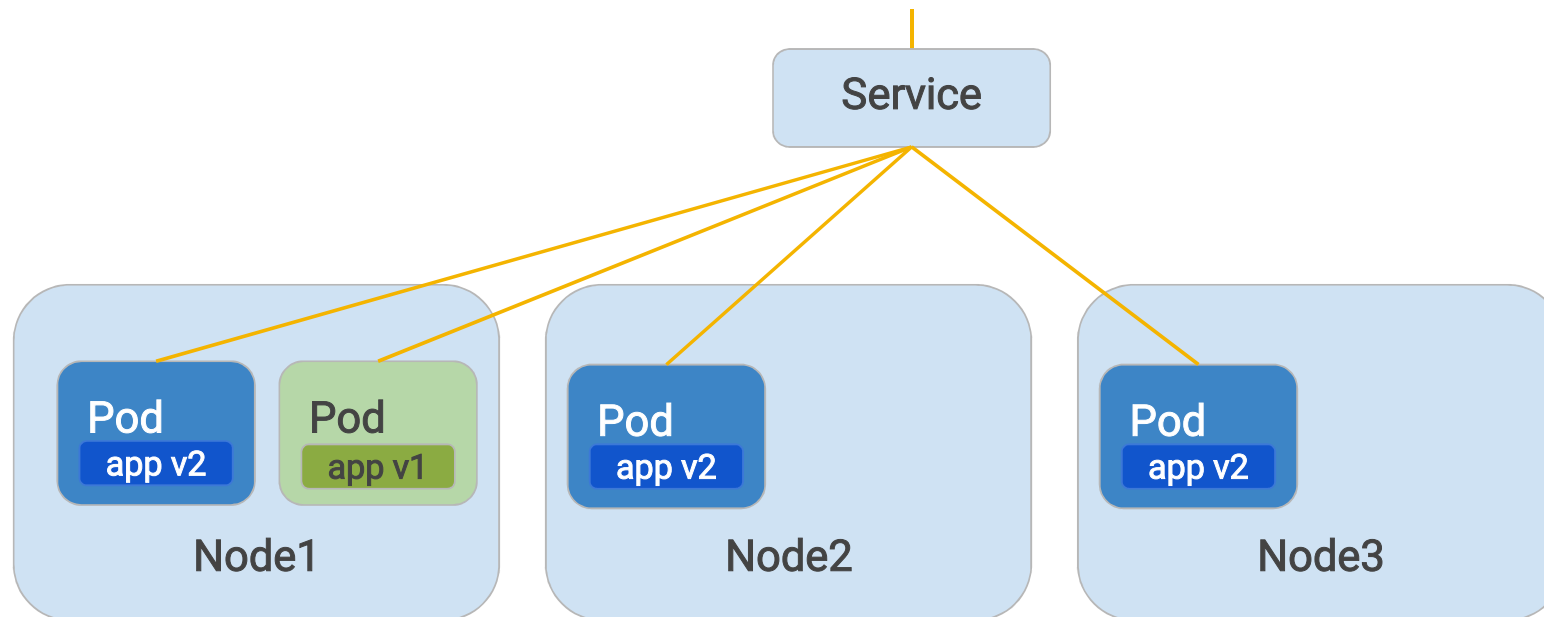 Service
Pod
app v2
Pod
app v1
Node1
Pod
app v2
Node2
Pod
app v2
Node3